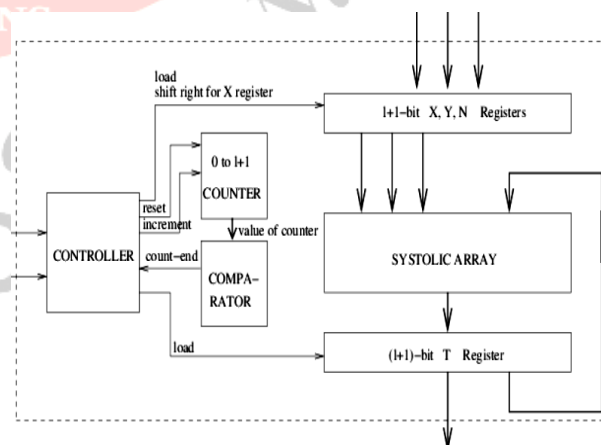 load
shift right for X register
l+1-bit X, Y, N Registers
0 to l+1
COUNTER
reset
increment
value of counter
CONTROLLER
count-end
COMPA-
RATOR
SYSTOLIC ARRAY
load
(l+1)-bit T Register